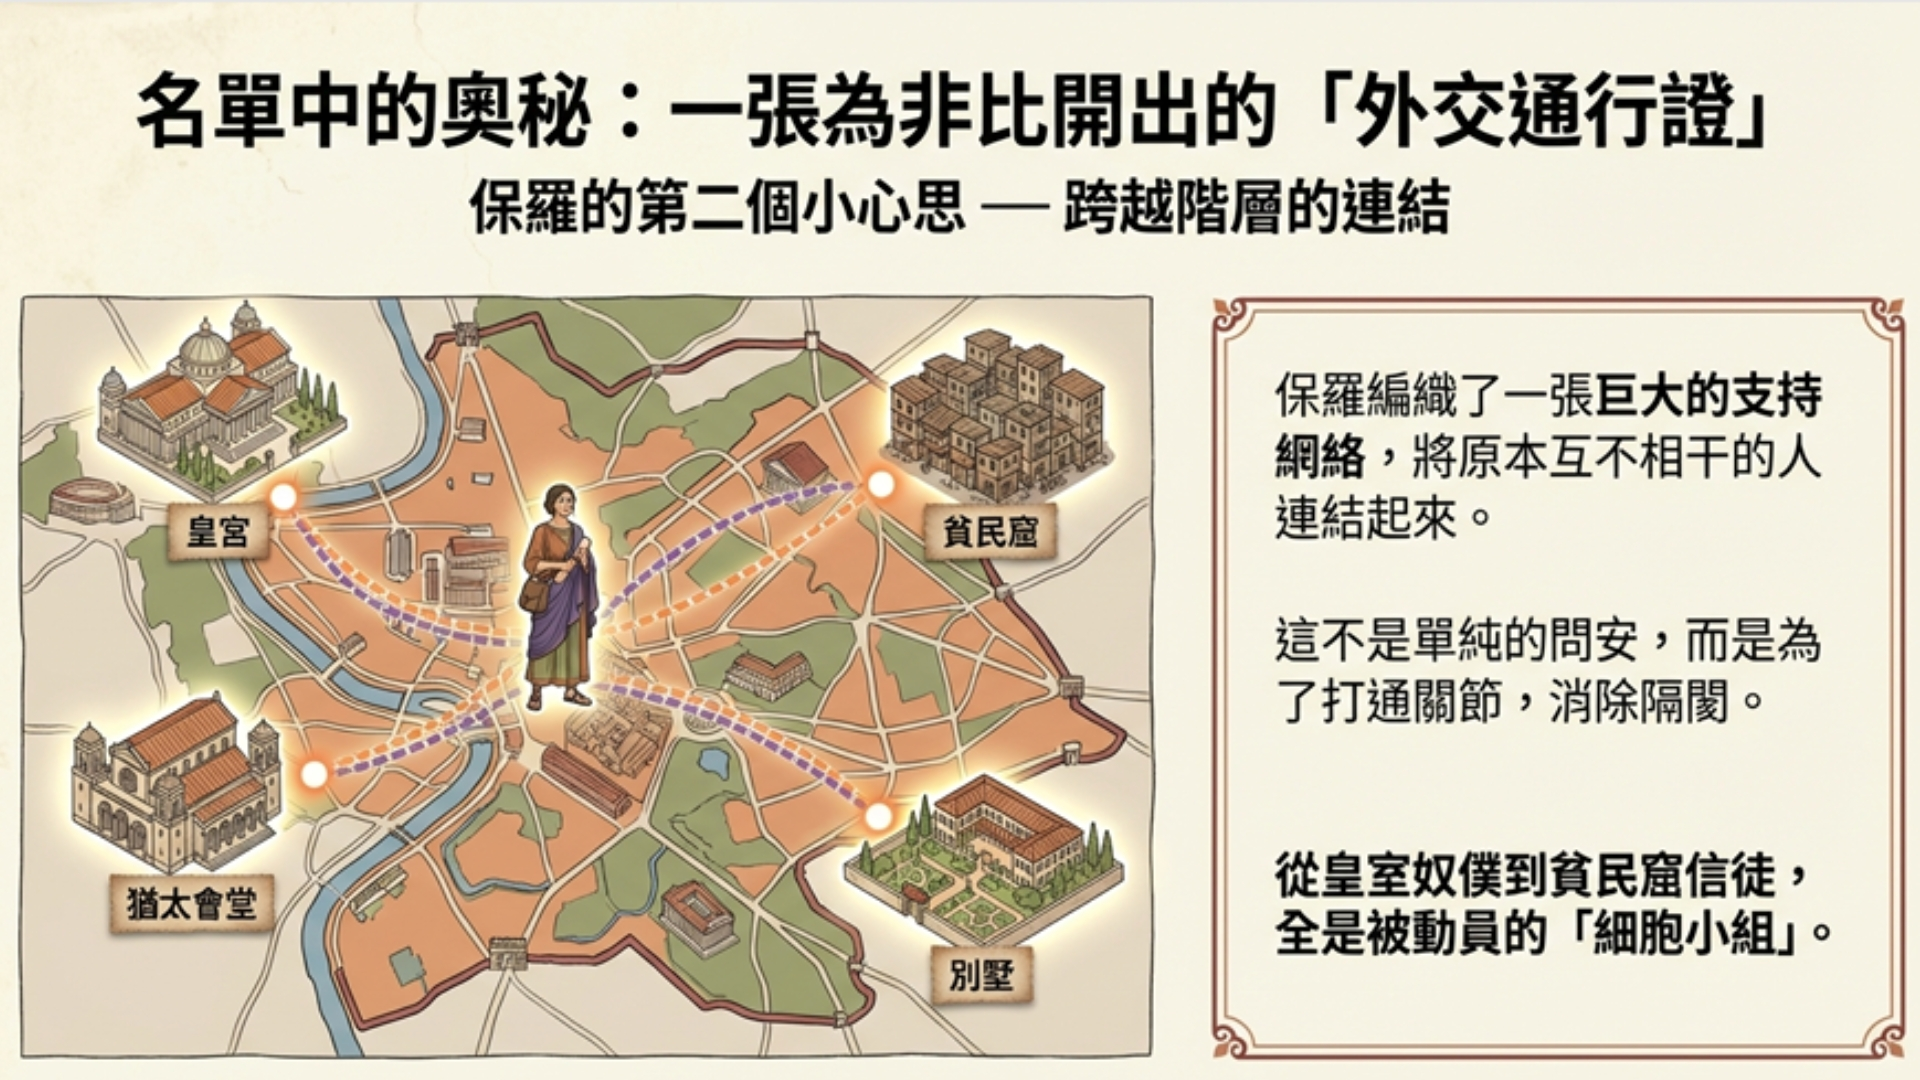 名單中的奧秘：一張為非比開出的「外交通行證」
保羅的第二個小心思 — 跨越階層的連結
皇宮
貧民窟
猶太會堂
別墅
保羅編織了一張巨大的支持
網絡，將原本互不相干的人
連結起來。
這不是單純的問安，而是為
了打通關節，消除隔閡。
從皇室奴僕到貧民窟信徒，
全是被動員的「細胞小組」。